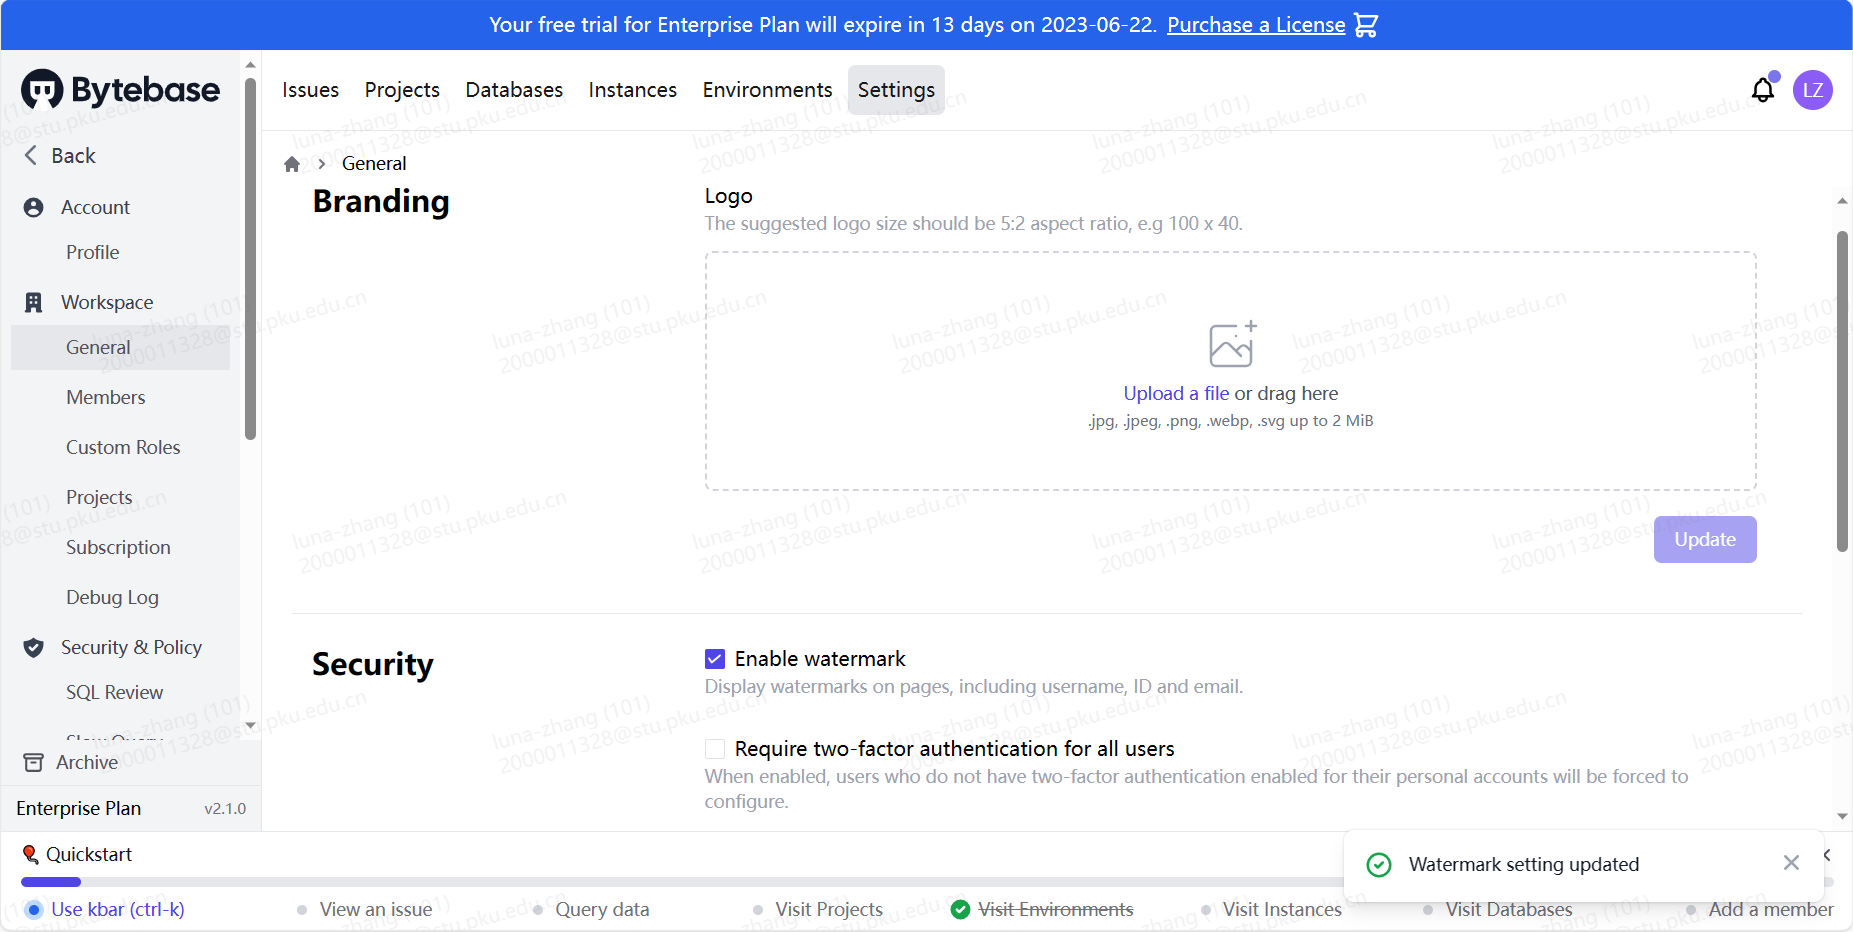 Your free trial for Enterprise Plan will expire in 13 days on 2023-06-22. Purchase a License
Bytebase
Issues Projects Databases Instances Environments Settings
LZ
Back
Account
Profile
Workspace
General
Members
Custom Roles
Projects
Subscription
Debug Log
Security & Policy
SQL Review
Slow Query
Archive
Enterprise Plan v2.1.0
General
Branding
Logo
The suggested logo size should be 5:2 aspect ratio, e.g 100 x 40.
Upload a file or drag here
.jpg, .jpeg, .png, .webp, .svg up to 2 MiB
Update
Security
Enable watermark
Display watermarks on pages, including username, ID and email.
Require two-factor authentication for all users
When enabled, users who do not have two-factor authentication enabled for their personal accounts will be forced to
configure.
Quickstart
Watermark setting updated
Use kbar (ctrl-k) View an issue Query data Visit Projects Visit Environments Visit Instances Visit Databases Add a member
luna-zhang (101)
2000011328@stu.pku.edu.cn